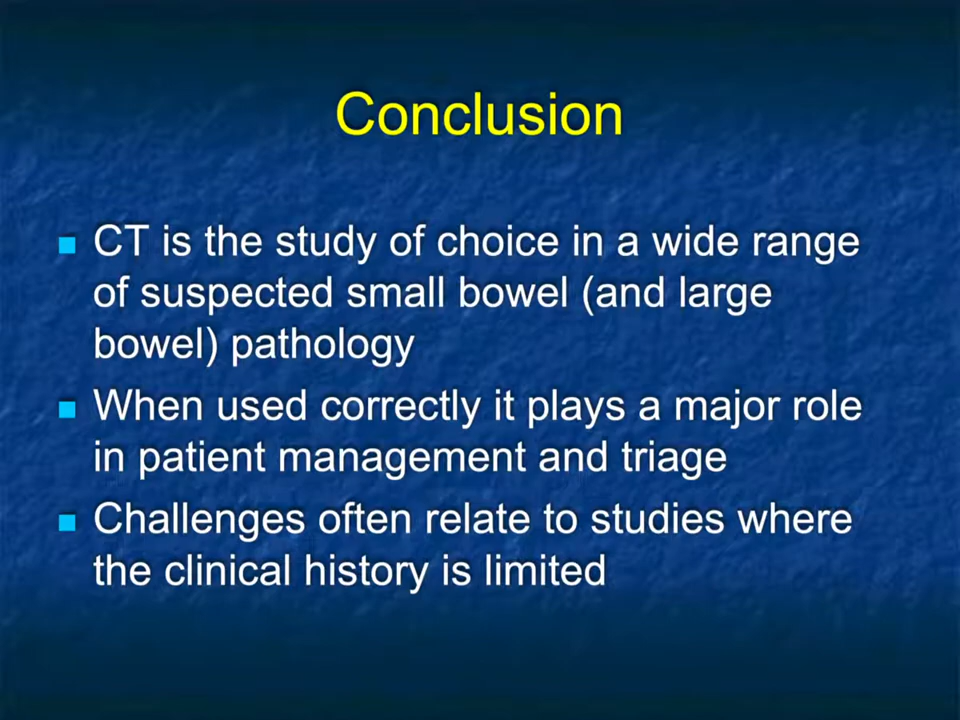 Conclusion
CT is the study of choice in a wide range
of suspected small bowel (and large
bowel) pathology
When used correctly it plays a major role
in patient management and triage
Challenges often relate to studies where
the clinical history is limited